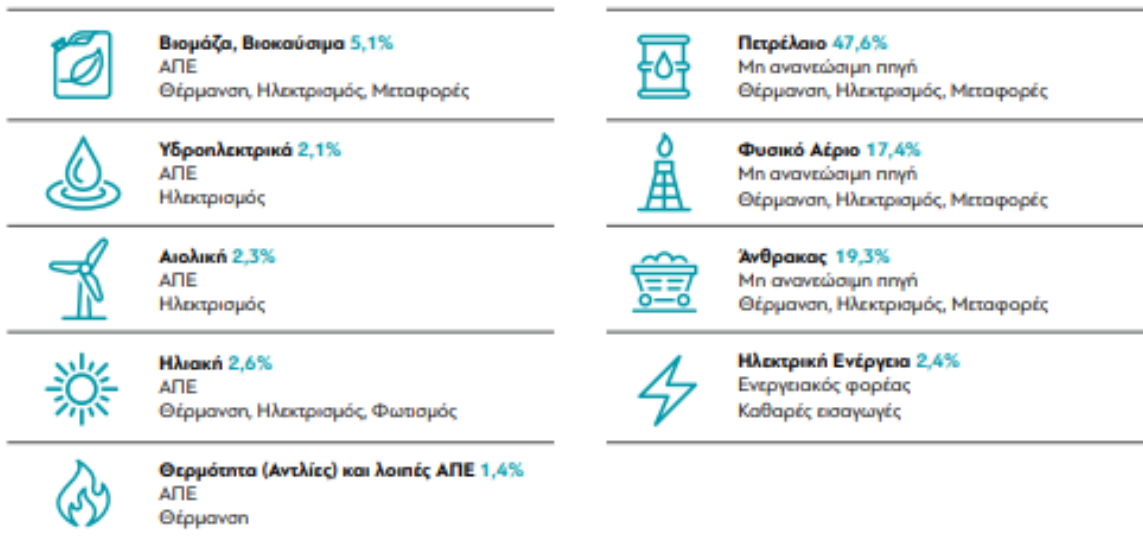 Βιομάζα, Βιοκαύσιμα 5,1%
ΑΠΕ
Θέρμανση, Ηλεκτρισμός, Μεταφορές
Υδροηλεκτρικά 2,1%
ΑΠΕ
Ηλεκτρισμός
Αιολική 2,3%
ΑΠΕ
Ηλεκτρισμός
Ηλιακή 2,6%
ΑΠΕ
Θέρμανση, Ηλεκτρισμός, Φωτισμός
Θερμότητα (Αντλίες) και λοιπές ΑΠΕ 1,4%
ΑΠΕ
Θέρμανση
Πετρέλαιο 47,6%
Μη ανανεώσιμη πηγή
Θέρμανση, Ηλεκτρισμός, Μεταφορές
Φυσικό Αέριο 17,4%
Μη ανανεώσιμη πηγή
Θέρμανση, Ηλεκτρισμός, Μεταφορές
Άνθρακας 19,3%
Μη ανανεώσιμη πηγή
Θέρμανση, Ηλεκτρισμός, Μεταφορές
Ηλεκτρική Ενέργεια 2,4%
Ενεργειακός φορέας
Καθαρές εισαγωγές